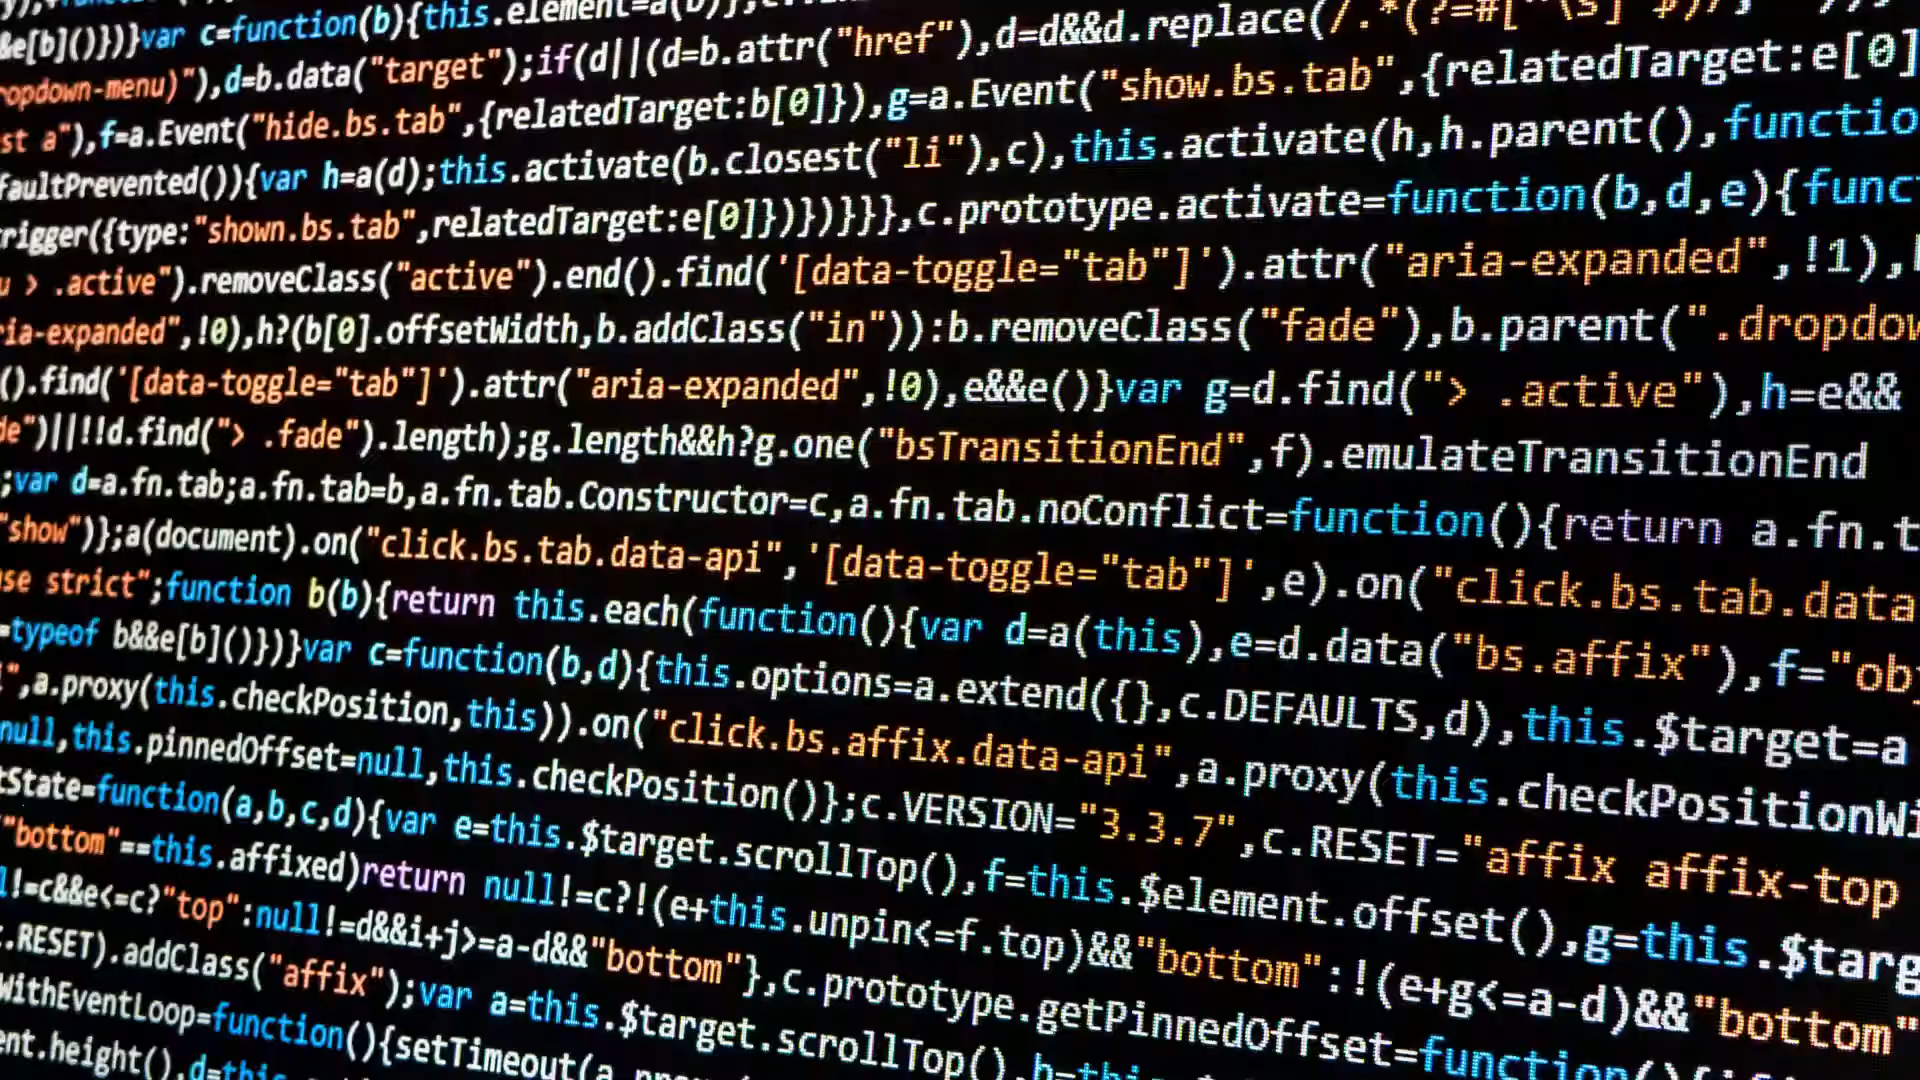 &e[b]()})}var c=function(b){this.element=a(b)};
opdown-menu)"),d=b.data("target");if(d||(d=b.attr("href"),d=d&&d.replace(/.*(?=#[^\s]*$)/,
st a"),f=a.Event("hide.bs.tab",{relatedTarget:b[0]}),g=a.Event("show.bs.tab",{relatedTarget:e[0]
faultPrevented()){var h=a(d);this.activate(b.closest("li"),c),this.activate(h,h.parent(),functio
rigger({type:"shown.bs.tab",relatedTarget:e[0]})})}}},c.prototype.activate=function(b,d,e){func
u > .active").removeClass("active").end().find('[data-toggle="tab"]').attr("aria-expanded",!1),
ia-expanded",!0),h?(b[0].offsetWidth,b.addClass("in")):b.removeClass("fade"),b.parent(".dropdow
().find('[data-toggle="tab"]').attr("aria-expanded",!0),e&&e()}var g=d.find("> .active"),h=e&&
de")||!!d.find("> .fade").length);g.length&&h?g.one("bsTransitionEnd",f).emulateTransitionEnd
;var d=a.fn.tab;a.fn.tab=b,a.fn.tab.Constructor=c,a.fn.tab.noConflict=function(){return a.fn.t
"show")};a(document).on("click.bs.tab.data-api",'[data-toggle="tab"]',e).on("click.bs.tab.data
se strict";function b(b){return this.each(function(){var d=a(this),e=d.data("bs.affix"),f="ob
=typeof b&&e[b]()})}var c=function(b,d){this.options=a.extend({},c.DEFAULTS,d),this.$target=a
",a.proxy(this.checkPosition,this)).on("click.bs.affix.data-api",a.proxy(this.checkPositionWi
null,this.pinnedOffset=null,this.checkPosition()};c.VERSION="3.3.7",c.RESET="affix affix-top
tState=function(a,b,c,d){var e=this.$target.scrollTop(),f=this.$element.offset(),g=this.$targ
"bottom"==this.affixed)return null!=c?!(e+this.unpin<=f.top)&&"bottom":!(e+g<=a-d)&&"bottom"
l!=c&&e<=c?"top":null!=d&&i+j>=a-d&&"bottom"},c.prototype.getPinnedOffset=function(){
.RESET).addClass("affix");var a=this.$target.scrollTop(),
WithEventLoop=function(){setTimeout(a
ent.height(),d=this